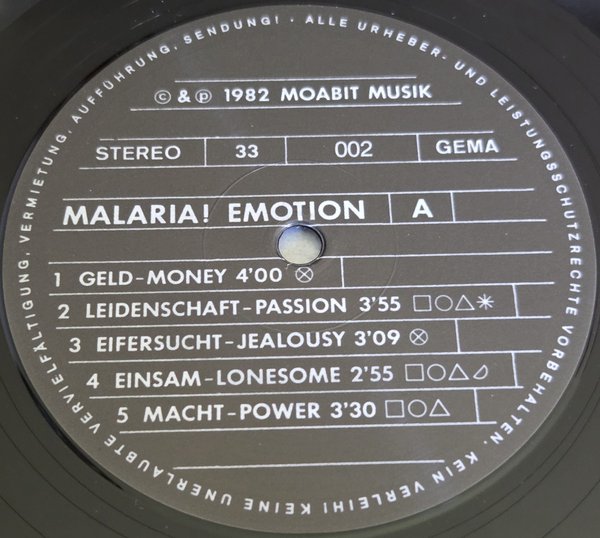 ALLE URHEBER- UND LEISTUNGSSCHUTZRECHTE VORBEHALTEN. KEIN VERLEIH! KEINE UNERLAUBTE VERVIELFÄLTIGUNG, VERMIETUNG, AUFFÜHRUNG, SENDUNG! ·
© & ℗ 1982 MOABIT MUSIK
STEREO 33 002 GEMA
MALARIA! EMOTION A
1 GELD-MONEY 4'00 ⊗
2 LEIDENSCHAFT-PASSION 3'55 □○△✳
3 EIFERSUCHT-JEALOUSY 3'09 ⊗
4 EINSAM-LONESOME 2'55 □○△◿
5 MACHT-POWER 3'30 □○△